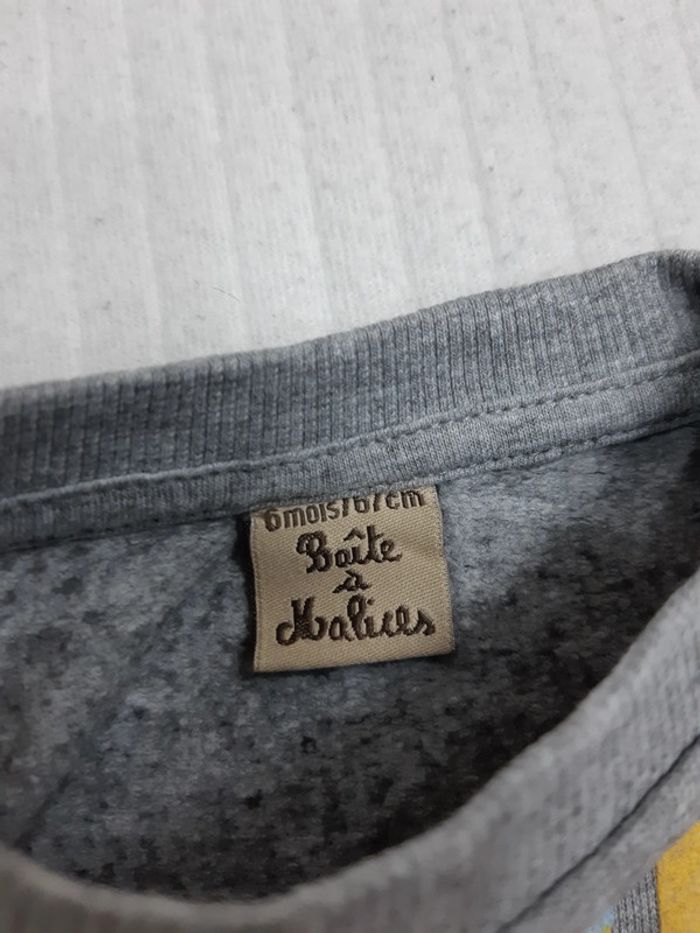 6mois/67cm
Boîte
à
Malices